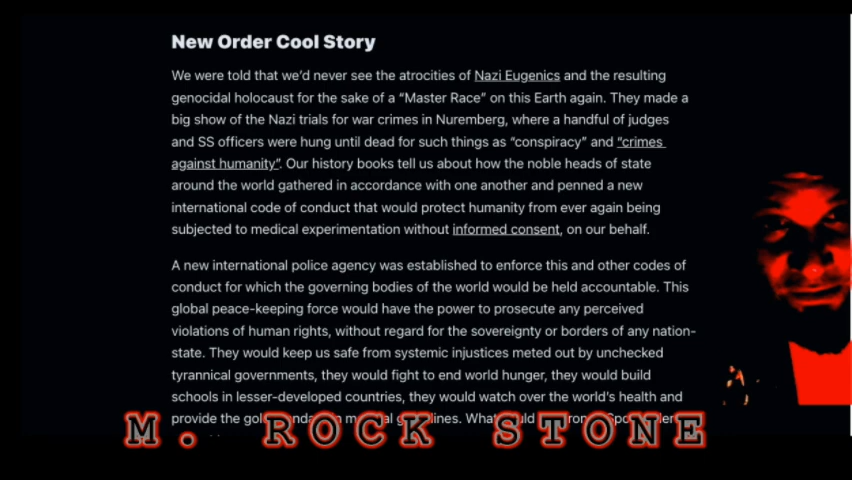 New Order Cool Story
We were told that we'd never see the atrocities of Nazi Eugenics and the resulting
genocidal holocaust for the sake of a “Master Race” on this Earth again. They made a
big show of the Nazi trials for war crimes in Nuremberg, where a handful of judges
and SS officers were hung until dead for such things as “conspiracy” and “crimes
against humanity”. Our history books tell us about how the noble heads of state
around the world gathered in accordance with one another and penned a new
international code of conduct that would protect humanity from ever again being
subjected to medical experimentation without informed consent, on our behalf.
A new international police agency was established to enforce this and other codes of
conduct for which the governing bodies of the world would be held accountable. This
global peace-keeping force would have the power to prosecute any perceived
violations of human rights, without regard for the sovereignty or borders of any nation-
state. They would keep us safe from systemic injustices meted out by unchecked
tyrannical governments, they would fight to end world hunger, they would build
schools in lesser-developed countries, they would watch over the world's health and
provide the
M. ROCK STONE